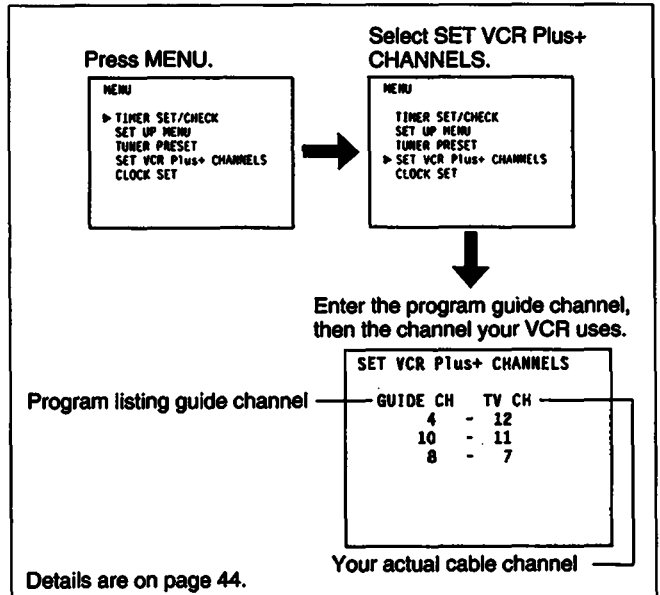 Press MENU.
MENU
▶ TIMER SET/CHECK
SET UP MENU
TUNER PRESET
SET VCR Plus+ CHANNELS
CLOCK SET
Select SET VCR Plus+
CHANNELS.
MENU
TIMER SET/CHECK
SET UP MENU
TUNER PRESET
▶ SET VCR Plus+ CHANNELS
CLOCK SET
Enter the program guide channel,
then the channel your VCR uses.
SET VCR Plus+ CHANNELS
Program listing guide channel
GUIDE CH TV CH
4 - 12
10 - 11
8 - 7
Your actual cable channel
Details are on page 44.